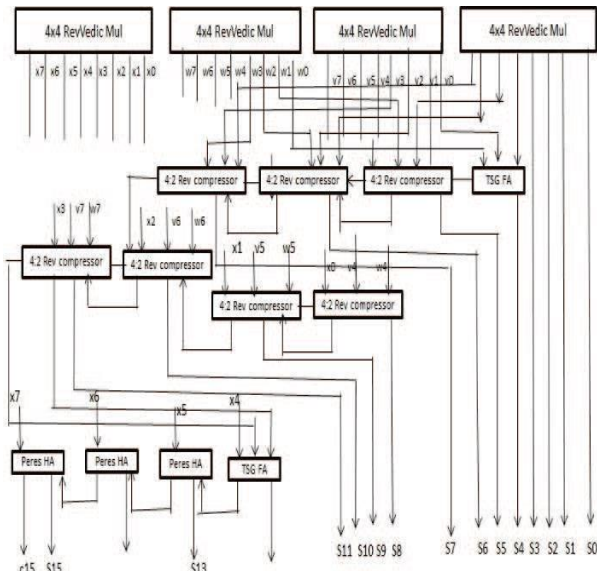 4x4 RevVedic Mul
4x4 RevVedic Mul
4x4 RevVedic Mul
4x4 RevVedic Mul
x7 x6 x5 x4 x3 x2 x1 x0
w7 w6 w5 w4 w3 w2 w1 w0
v7 v6 v5 v4 v3 v2 v1 v0
4:2 Rev compressor
4:2 Rev compressor
4:2 Rev compressor
TSG FA
x3 v7 w7
x2 v6 w6
4:2 Rev compressor
4:2 Rev compressor
x1 v5 w5
x0 v4 w4
4:2 Rev compressor
4:2 Rev compressor
x7
x6
x5
x4
Peres HA
Peres HA
Peres HA
TSG FA
c15 S15 S13 S11 S10 S9 S8 S7 S6 S5 S4 S3 S2 S1 S0